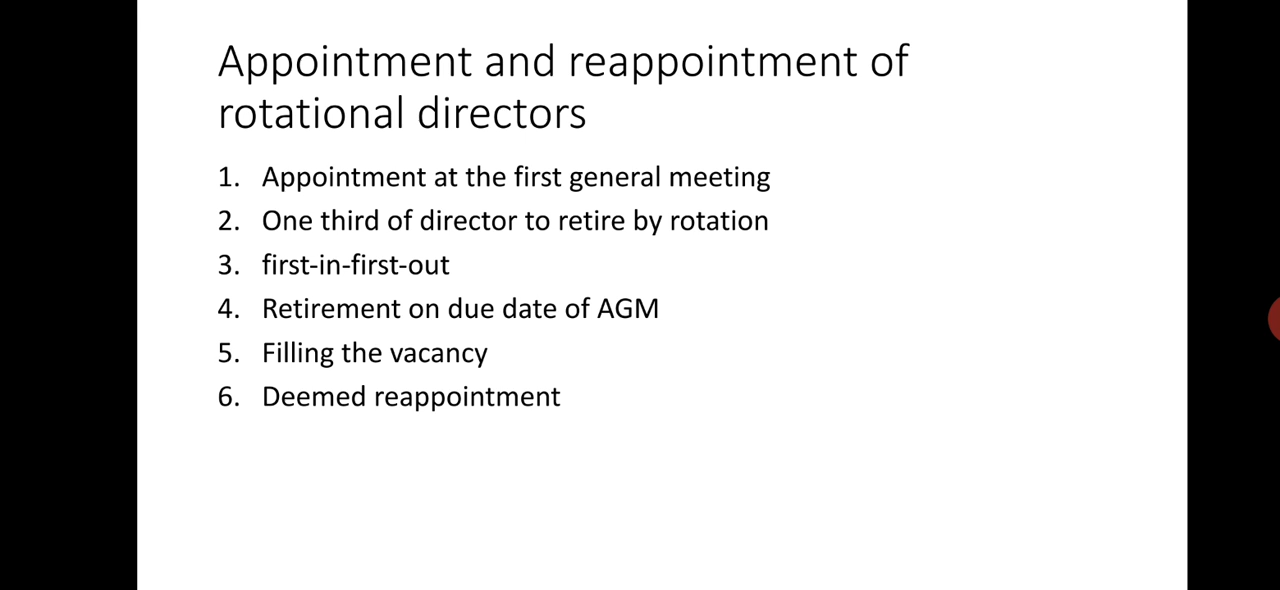 Appointment and reappointment of
rotational directors
1. Appointment at the first general meeting
2. One third of director to retire by rotation
3. first-in-first-out
4. Retirement on due date of AGM
5. Filling the vacancy
6. Deemed reappointment